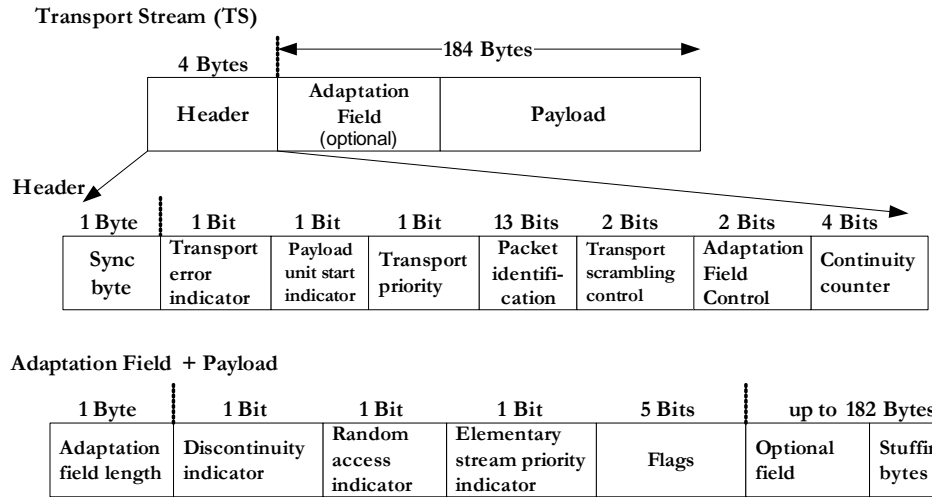 Transport Stream (TS)
184 Bytes
4 Bytes
Header
Adaptation
Field
(optional)
Payload
Header
1 Byte
1 Bit
1 Bit
1 Bit
13 Bits
2 Bits
2 Bits
4 Bits
Sync
byte
Transport
error
indicator
Payload
unit start
indicator
Transport
priority
Packet
identifi-
cation
Transport
scrambling
control
Adaptation
Field
Control
Continuity
counter
Adaptation Field + Payload
1 Byte
1 Bit
1 Bit
1 Bit
5 Bits
up to 182 Bytes
Adaptation
field length
Discontinuity
indicator
Random
access
indicator
Elementary
stream priority
indicator
Flags
Optional
field
Stuffin
bytes